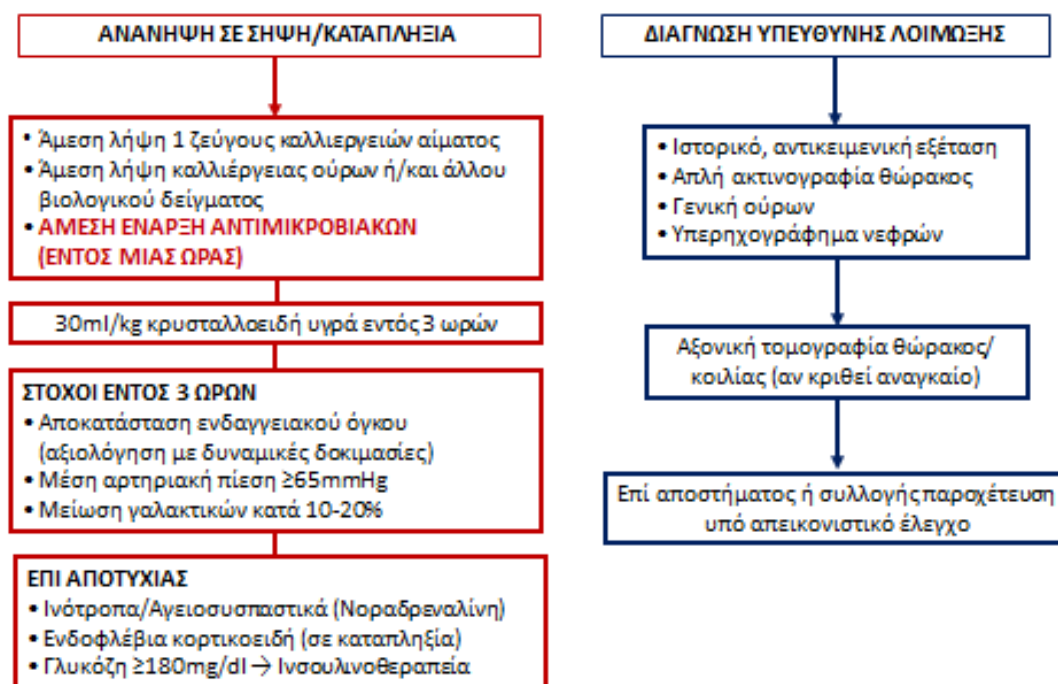 ΑΝΑΝΗΨΗ ΣΕ ΣΗΨΗ/ΚΑΤΑΠΛΗΞΙΑ
• Άμεση λήψη 1 ζεύγους καλλιεργειών αίματος
• Άμεση λήψη καλλιέργειας ούρων ή/και άλλου
βιολογικού δείγματος
• ΑΜΕΣΗ ΕΝΑΡΞΗ ΑΝΤΙΜΙΚΡΟΒΙΑΚΩΝ
(ΕΝΤΟΣ ΜΙΑΣ ΩΡΑΣ)
30ml/kg κρυσταλλοειδή υγρά εντός 3 ωρών
ΣΤΟΧΟΙ ΕΝΤΟΣ 3 ΩΡΩΝ
• Αποκατάσταση ενδαγγειακού όγκου
(αξιολόγηση με δυναμικές δοκιμασίες)
• Μέση αρτηριακή πίεση ≥65mmHg
• Μείωση γαλακτικών κατά 10-20%
ΕΠΙ ΑΠΟΤΥΧΙΑΣ
• Ινότροπα/Αγγειοσυσπαστικά (Νοραδρεναλίνη)
• Ενδοφλέβια κορτικοειδή (σε καταπληξία)
• Γλυκόζη ≥180mg/dl → Ινσουλινοθεραπεία
ΔΙΑΓΝΩΣΗ ΥΠΕΥΘΥΝΗΣ ΛΟΙΜΩΞΗΣ
• Ιστορικό, αντικειμενική εξέταση
• Απλή ακτινογραφία θώρακος
• Γενική ούρων
• Υπερηχογράφημα νεφρών
Αξονική τομογραφία θώρακος/
κοιλίας (αν κριθεί αναγκαίο)
Επί αποστήματος ή συλλογής παροχέτευση
υπό απεικονιστικό έλεγχο